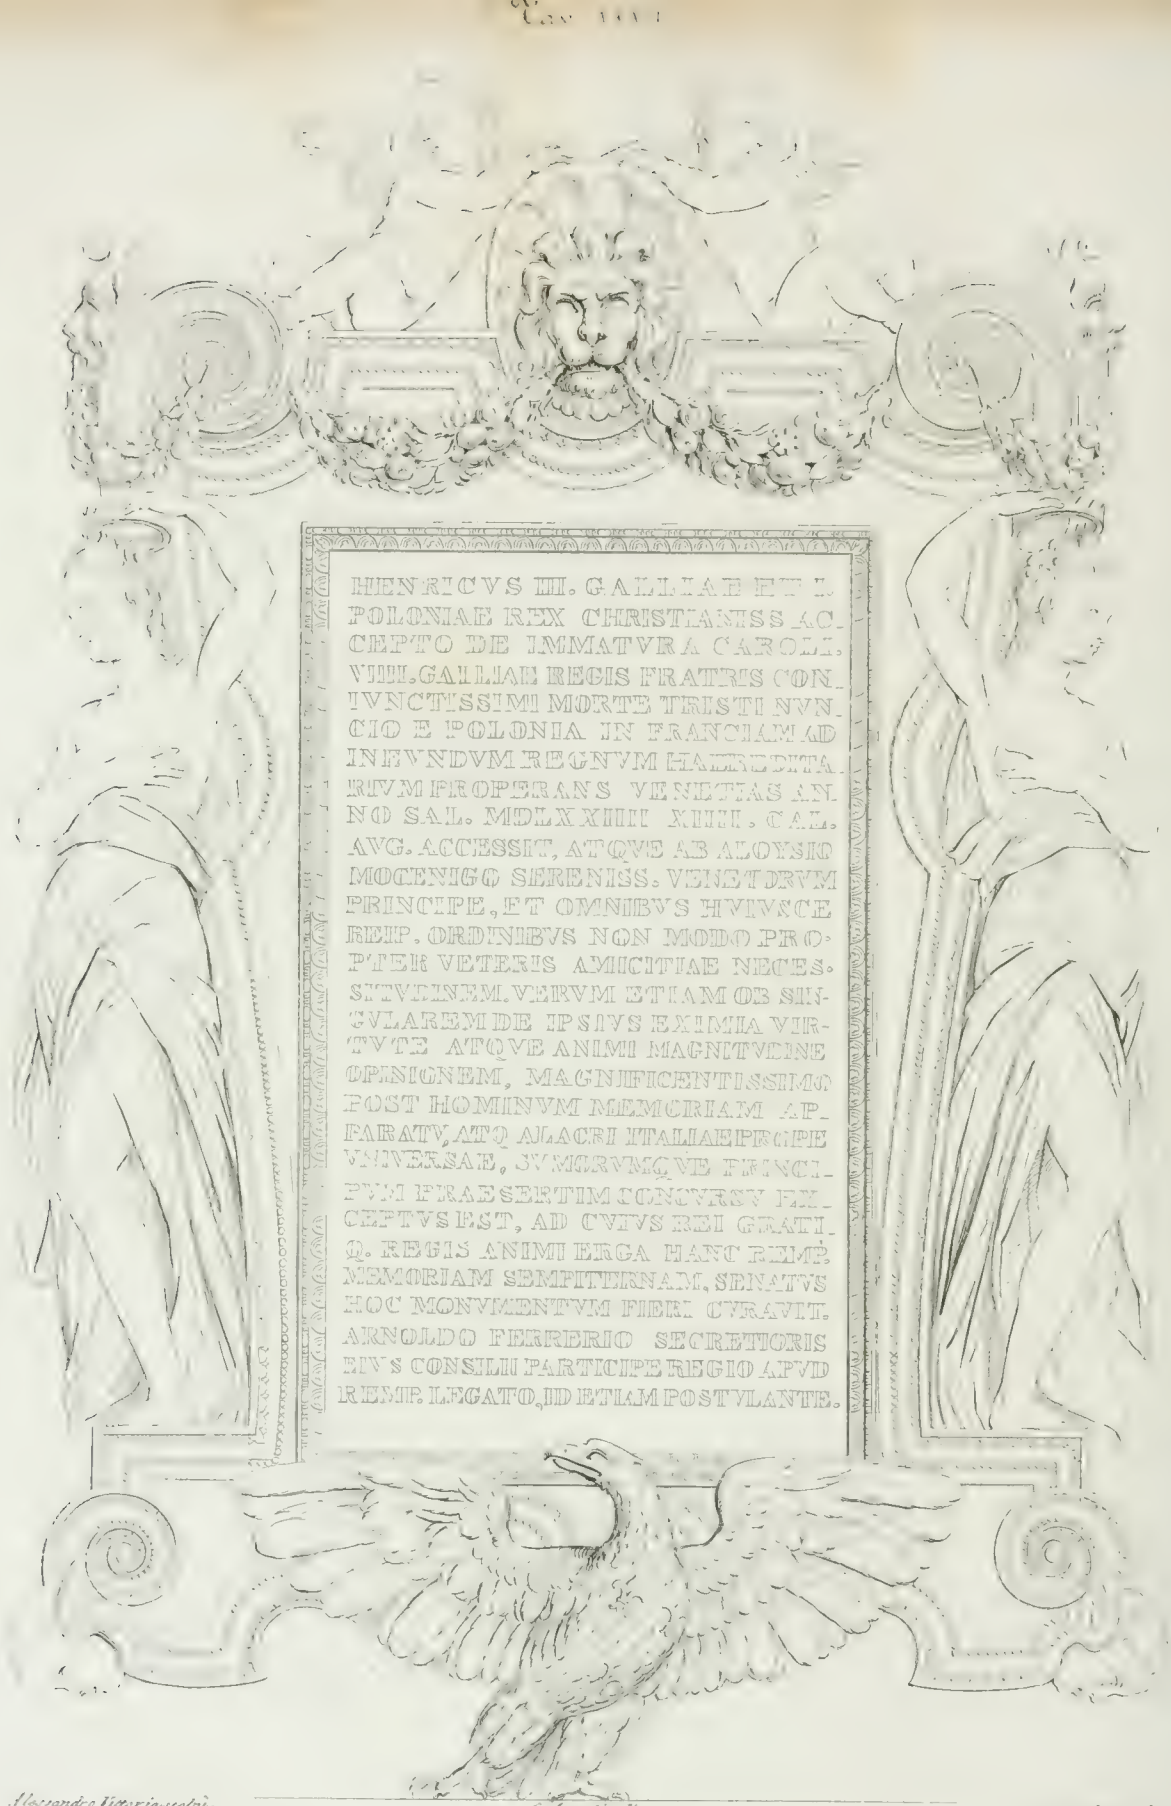 HENRICVS III. GALLIAE ET I.
POLONIAE REX CHRISTIANISS AC-
CEPTO DE IMMATVRA CAROLI.
VIIII. GALLIAE REGIS FRATRIS CON-
IVNCTISSIMI MORTE TRISTI NVN-
CIO E POLONIA IN FRANCIAM AD
INEVNDVM REGNVM HAEREDITA-
RIVM PROPERANS VENETIAS AN-
NO SAL. MDLXXIIII XIIII. CAL.
AVG. ACCESSIT, ATQVE AB ALOYSIO
MOCENIGO SERENISS. VENETORVM
PRINCIPE, ET OMNIBVS HVIVSCE
REIP. ORDINIBVS NON MODO PRO-
PTER VETERIS AMICITIAE NECES-
SITVDINEM. VERVM ETIAM OB SIN-
GVLAREM DE IPSIVS EXIMIA VIR-
TVTE ATQVE ANIMI MAGNITVDINE
OPINIONEM, MAGNIFICENTISSIMO
POST HOMINVM MEMORIAM AP-
PARATV, ATQ ALACRI ITALIAE PROPE
VNIVERSAE, SVMORVMQVE PRINCI-
PVM PRAESERTIM CONCVRSV EX-
CEPTVS EST, AD CVIVS REI GRATI-
Q. REGIS ANIMI ERGA HANC REMP.
MEMORIAM SEMPITERNAM, SENATVS
HOC MONVMENTVM FIERI CVRAVIT.
ARNOLDO FERRERIO SECRETIORIS
EIVS CONSILII PARTICIPE REGIO APVD
REMP. LEGATO, ID ETIAM POSTVLANTE.
Alessandro Vittoria